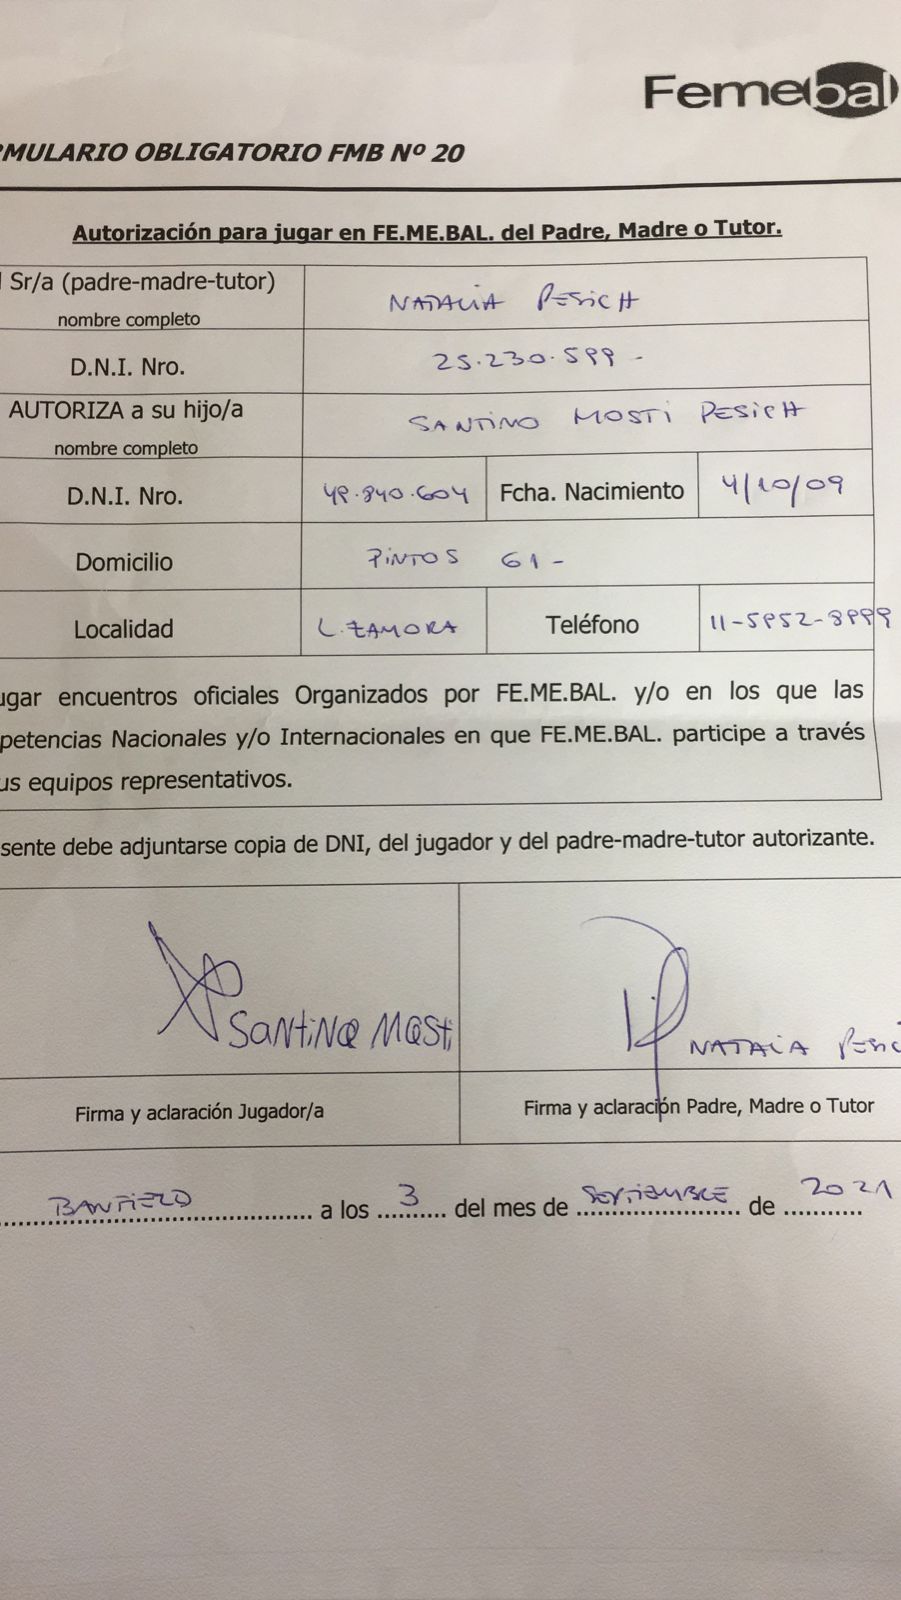 Femebal
RMULARIO OBLIGATORIO FMB Nº 20
Autorización para jugar en FE.ME.BAL. del Padre, Madre o Tutor.
l Sr/a (padre-madre-tutor)
nombre completo
NATALIA PESICH
D.N.I. Nro. 25.230.599-
AUTORIZA a su hijo/a
nombre completo
SANTINO MOSTI PESICH
D.N.I. Nro. 49.840.604 Fcha. Nacimiento 4/10/09
Domicilio PINTOS 61-
Localidad L. ZAMORA Teléfono 11-5952-8999
ugar encuentros oficiales Organizados por FE.ME.BAL. y/o en los que las
petencias Nacionales y/o Internacionales en que FE.ME.BAL. participe a través
us equipos representativos.
sente debe adjuntarse copia de DNI, del jugador y del padre-madre-tutor autorizante.
SANTINO MOSTI NATALIA PESIC
Firma y aclaración Jugador/a Firma y aclaración Padre, Madre o Tutor
BANFIELD a los 3 del mes de SEPTIEMBRE de 2021